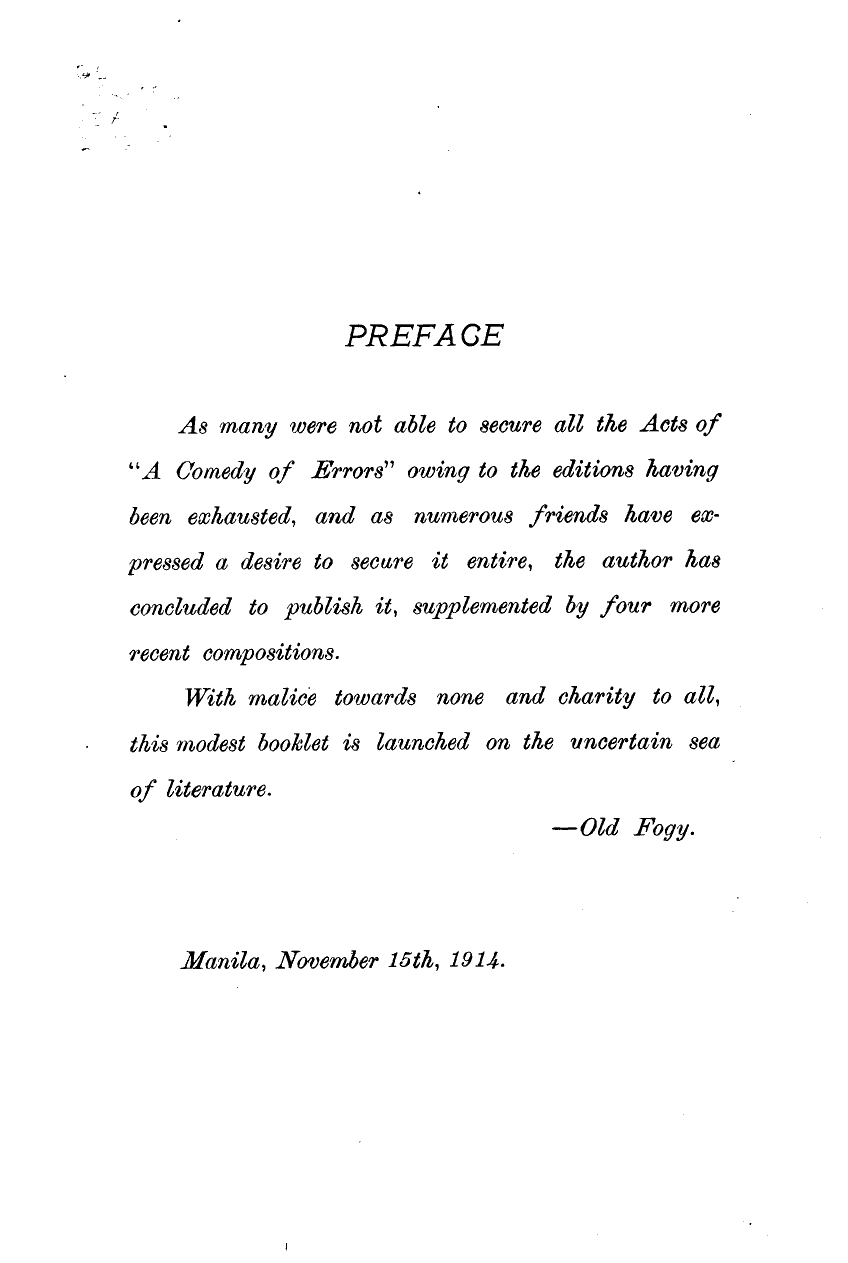 PREFACE
As many were not able to secure all the Acts of
“A Comedy of Errors” owing to the editions having
been exhausted, and as numerous friends have ex-
pressed a desire to secure it entire, the author has
concluded to publish it, supplemented by four more
recent compositions.
With malice towards none and charity to all,
this modest booklet is launched on the uncertain sea
of literature.
—Old Fogy.
Manila, November 15th, 1914.